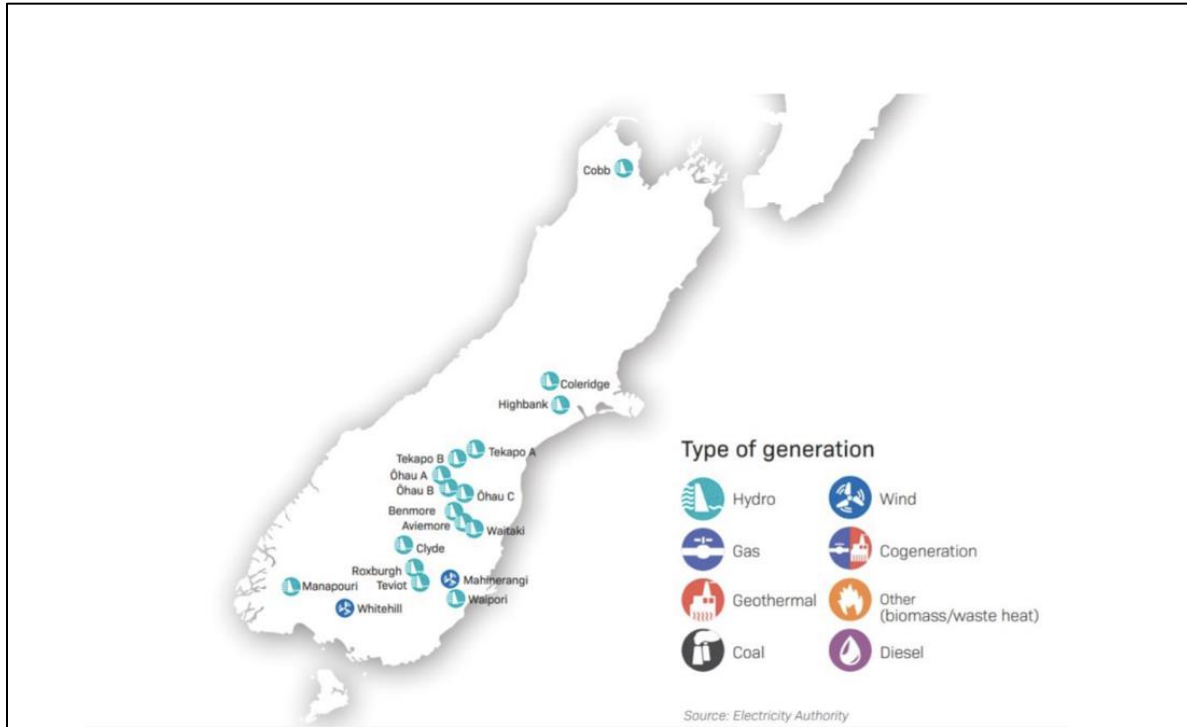 Cobb
Coleridge
Highbank
Tekapo A
Tekapo B
Ōhau A
Ōhau B
Ōhau C
Benmore
Aviemore
Waitaki
Clyde
Roxburgh
Teviot
Mahinerangi
Waipori
Manapouri
Whitehill
Type of generation
Hydro
Wind
Gas
Cogeneration
Geothermal
Other
(biomass/waste heat)
Coal
Diesel
Source: Electricity Authority